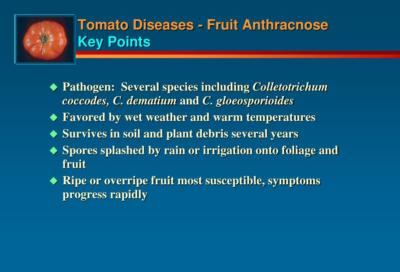 Tomato Diseases - Fruit Anthracnose
Key Points
Pathogen: Several species including Colletotrichum
coccodes, C. dematium and C. gloeosporioides
Favored by wet weather and warm temperatures
Survives in soil and plant debris several years
Spores splashed by rain or irrigation onto foliage and
fruit
Ripe or overripe fruit most susceptible, symptoms
progress rapidly